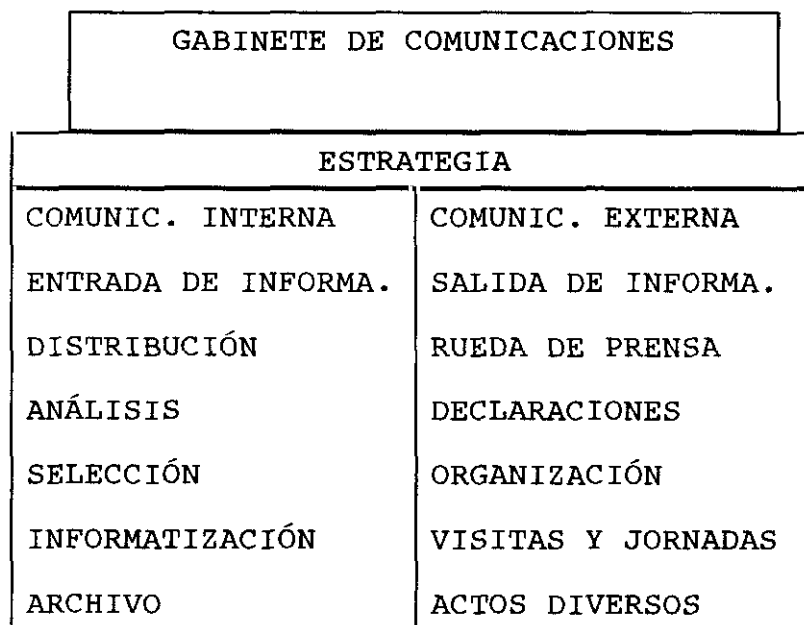 GABINETE DE COMUNICACIONES
ESTRATEGIA
COMUNIC. INTERNA COMUNIC. EXTERNA
ENTRADA DE INFORMA. SALIDA DE INFORMA.
DISTRIBUCIÓN RUEDA DE PRENSA
ANÁLISIS DECLARACIONES
SELECCIÓN ORGANIZACIÓN
INFORMATIZACIÓN VISITAS Y JORNADAS
ARCHIVO ACTOS DIVERSOS